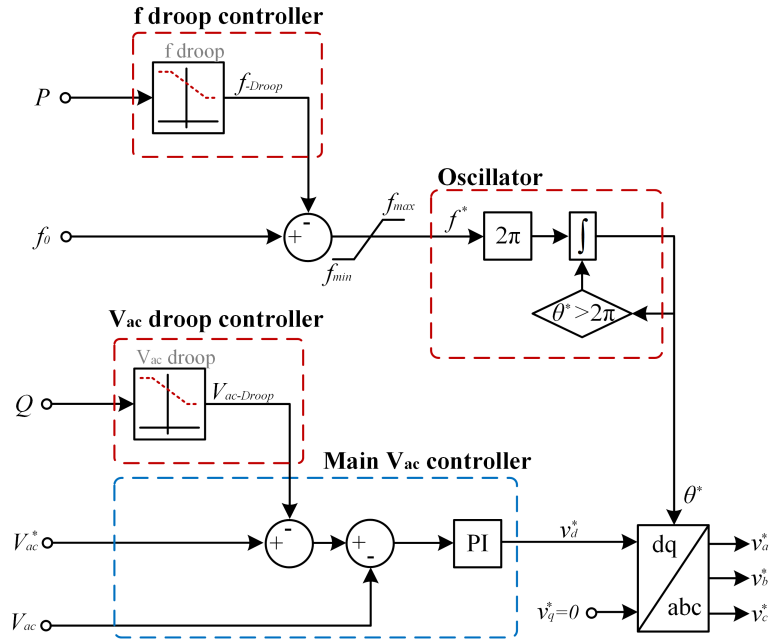 f droop controller
f droop
P
f-Droop
-
Oscillator
fmax
f0
+
f*
2π
∫
fmin
θ*>2π
Vac droop controller
Vac droop
Q
Vac-Droop
Main Vac controller
θ*
-
V*ac
+
+
PI
v*d
dq
v*a
-
v*b
Vac
v*q=0
abc
v*c